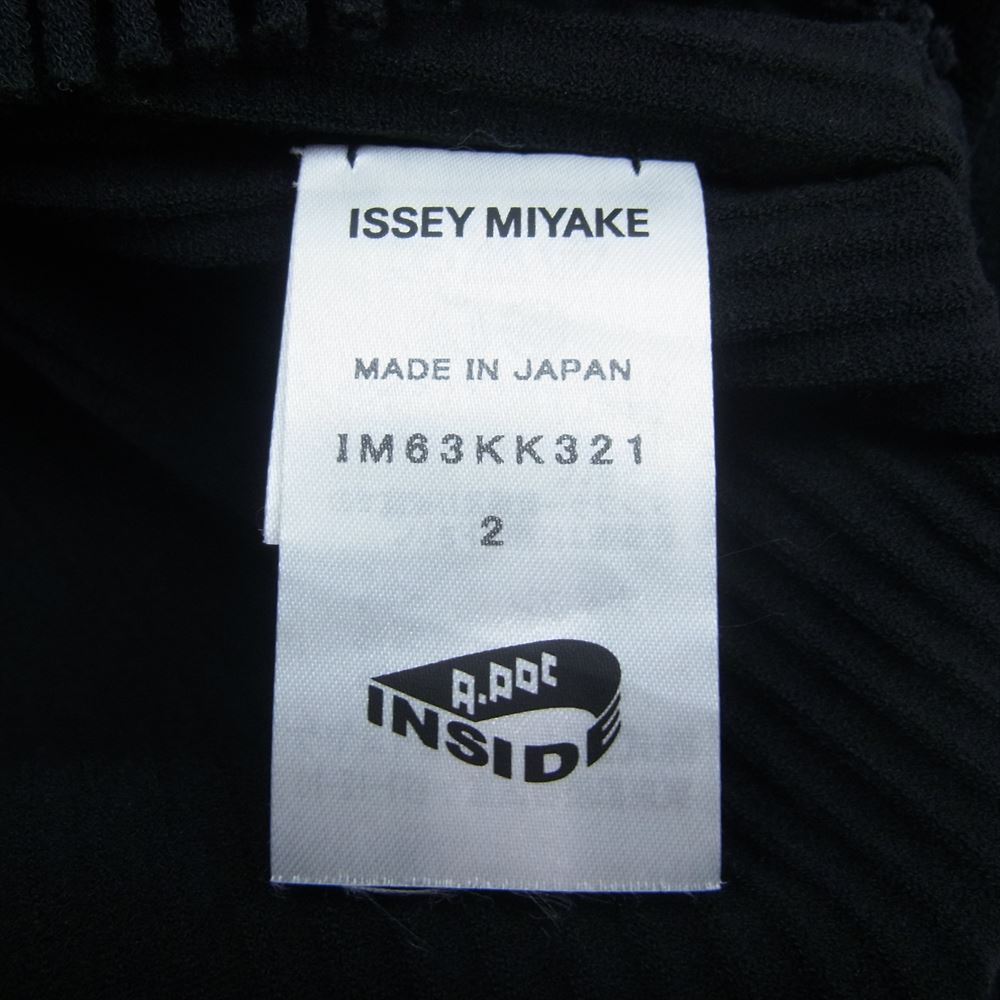 ISSEY MIYAKE
MADE IN JAPAN
IM63KK321
2
A.POC
INSIDE